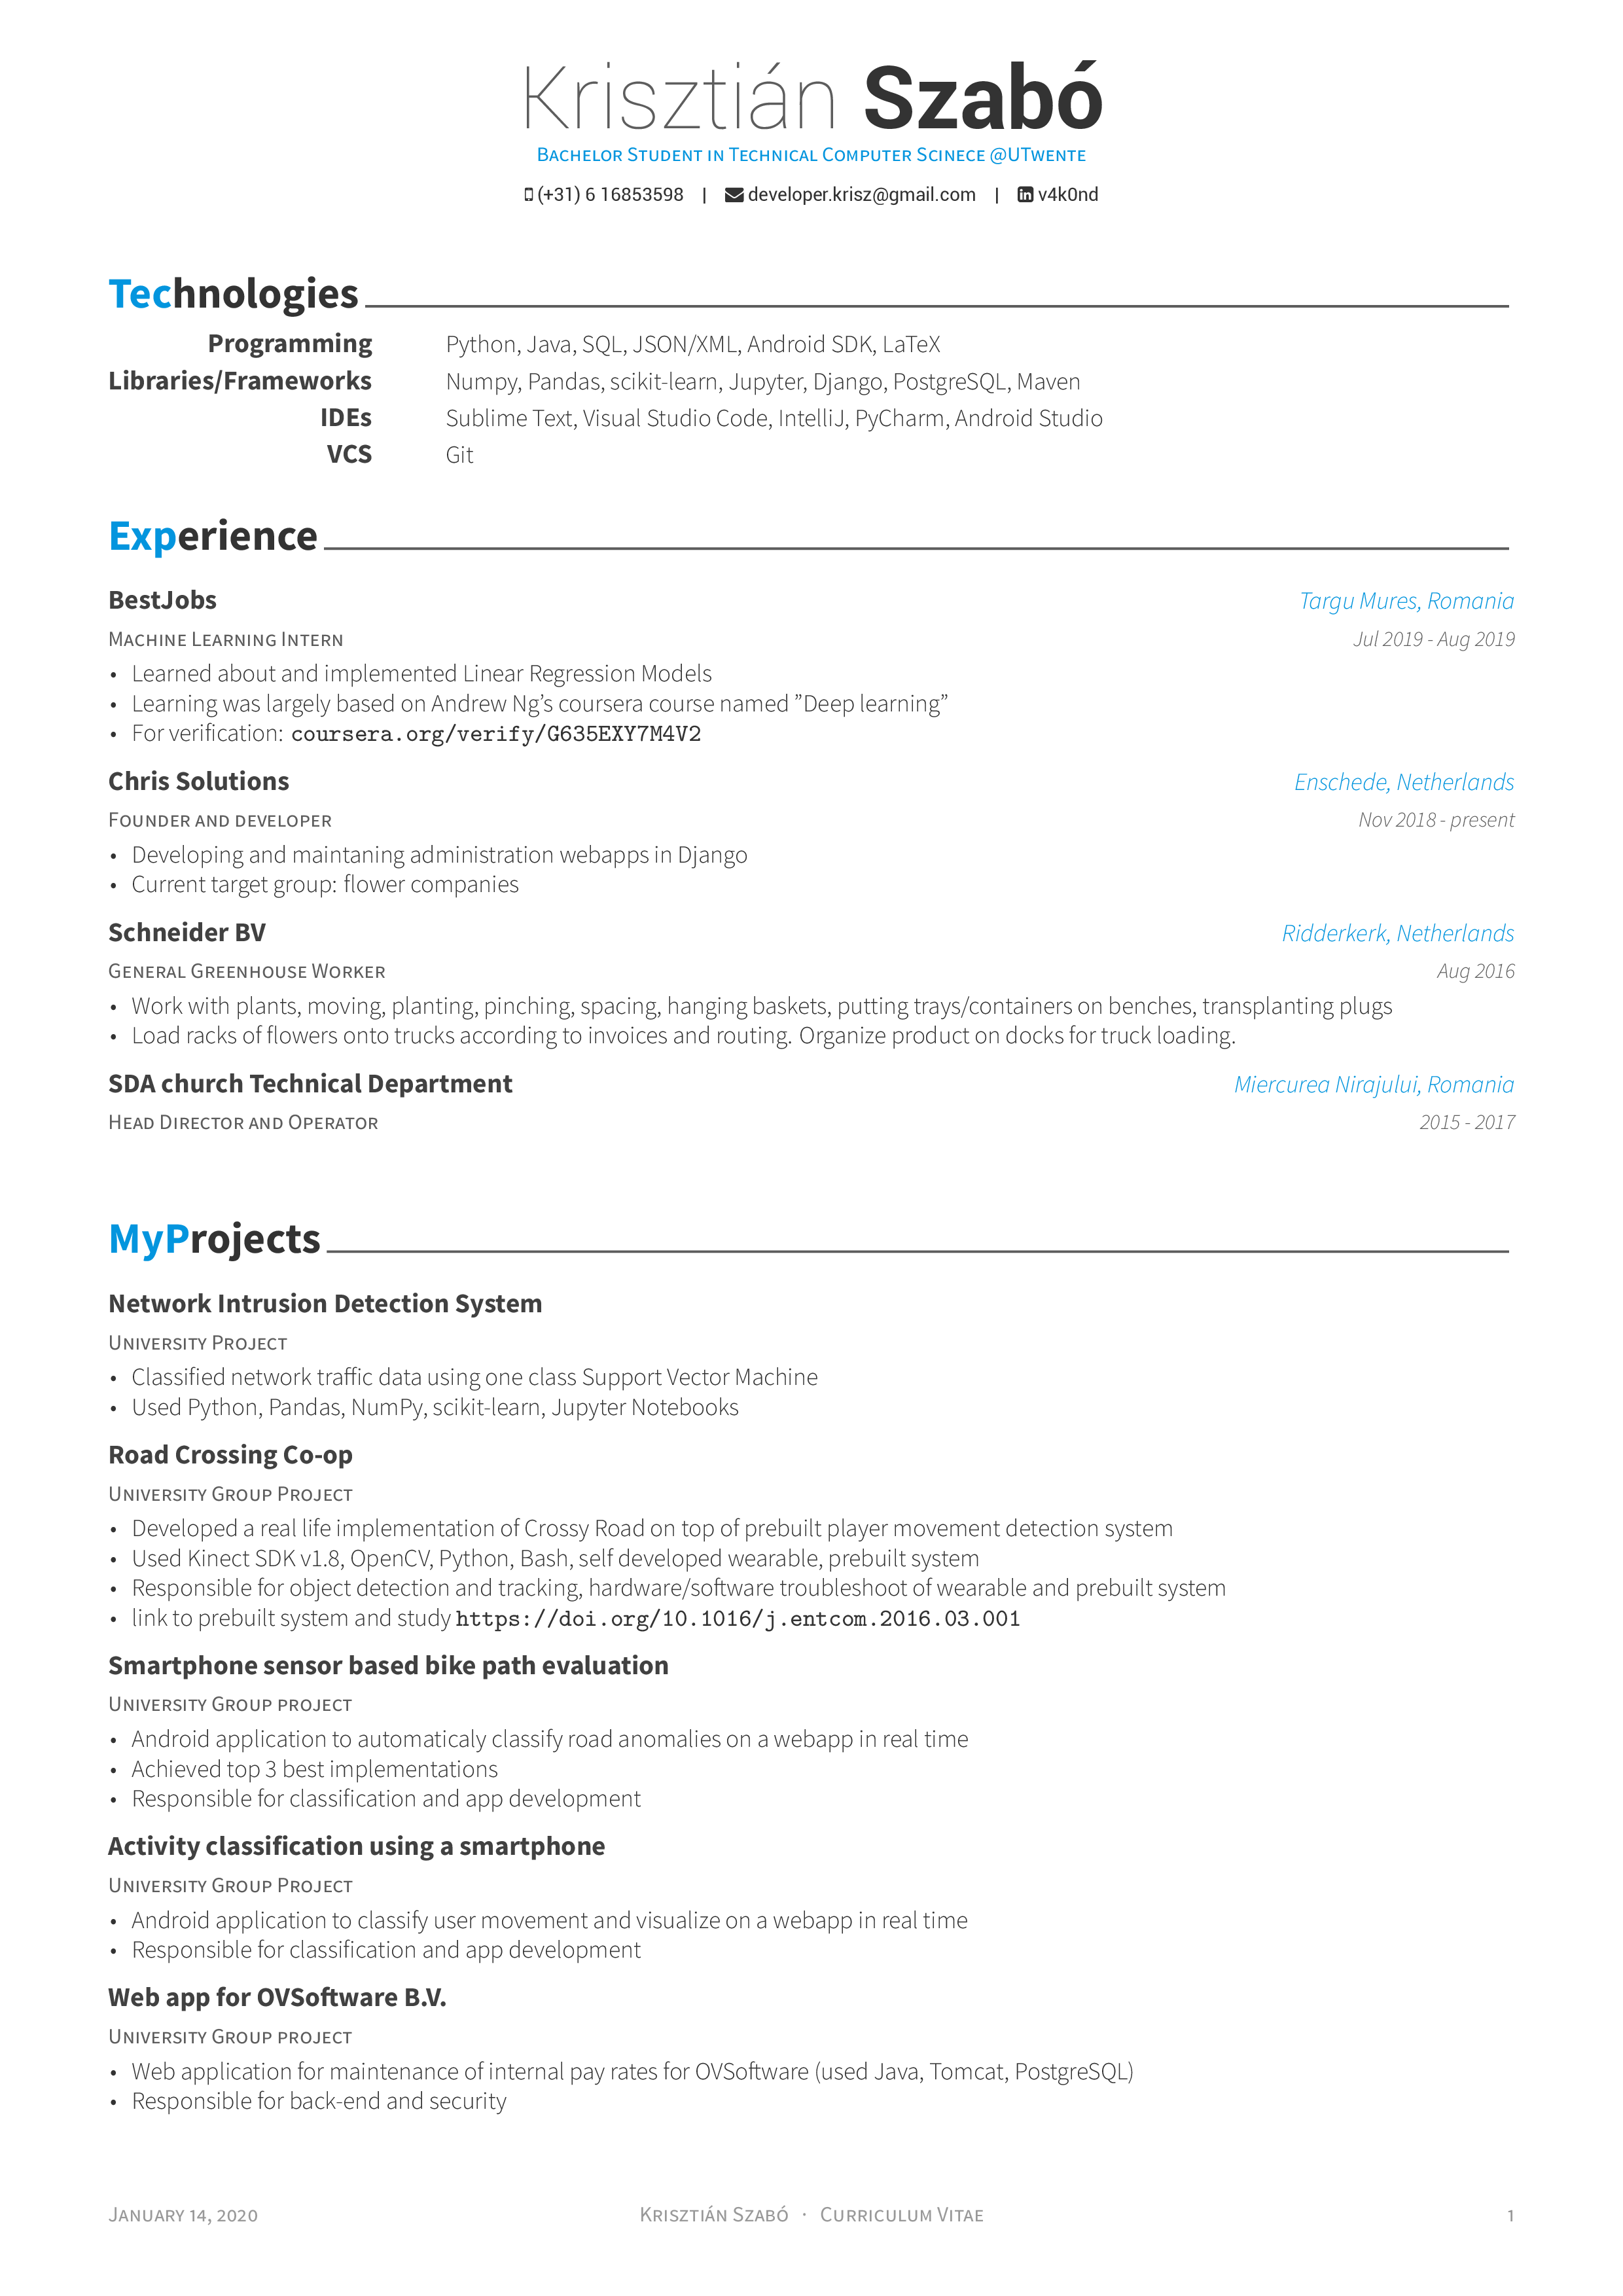 Krisztián Szabó
Bachelor Student in Technical Computer Scinece @UTwente
(+31) 6 16853598 | developer.krisz@gmail.com | v4k0nd
Technologies
Programming Python, Java, SQL, JSON/XML, Android SDK, LaTeX
Libraries/Frameworks Numpy, Pandas, scikit-learn, Jupyter, Django, PostgreSQL, Maven
IDEs Sublime Text, Visual Studio Code, IntelliJ, PyCharm, Android Studio
VCS Git
Experience
BestJobs Targu Mures, Romania
Machine Learning Intern Jul 2019 - Aug 2019
• Learned about and implemented Linear Regression Models
• Learning was largely based on Andrew Ng’s coursera course named ”Deep learning”
• For verification: coursera.org/verify/G635EXY7M4V2
Chris Solutions Enschede, Netherlands
Founder and developer Nov 2018 - present
• Developing and maintaning administration webapps in Django
• Current target group: flower companies
Schneider BV Ridderkerk, Netherlands
General Greenhouse Worker Aug 2016
• Work with plants, moving, planting, pinching, spacing, hanging baskets, putting trays/containers on benches, transplanting plugs
• Load racks of flowers onto trucks according to invoices and routing. Organize product on docks for truck loading.
SDA church Technical Department Miercurea Nirajului, Romania
Head Director and Operator 2015 - 2017
MyProjects
Network Intrusion Detection System
University Project
• Classified network traffic data using one class Support Vector Machine
• Used Python, Pandas, NumPy, scikit-learn, Jupyter Notebooks
Road Crossing Co-op
University Group Project
• Developed a real life implementation of Crossy Road on top of prebuilt player movement detection system
• Used Kinect SDK v1.8, OpenCV, Python, Bash, self developed wearable, prebuilt system
• Responsible for object detection and tracking, hardware/software troubleshoot of wearable and prebuilt system
• link to prebuilt system and study https://doi.org/10.1016/j.entcom.2016.03.001
Smartphone sensor based bike path evaluation
University Group project
• Android application to automaticaly classify road anomalies on a webapp in real time
• Achieved top 3 best implementations
• Responsible for classification and app development
Activity classification using a smartphone
University Group Project
• Android application to classify user movement and visualize on a webapp in real time
• Responsible for classification and app development
Web app for OVSoftware B.V.
University Group project
• Web application for maintenance of internal pay rates for OVSoftware (used Java, Tomcat, PostgreSQL)
• Responsible for back-end and security
January 14, 2020 Krisztián Szabó · Curriculum Vitae 1